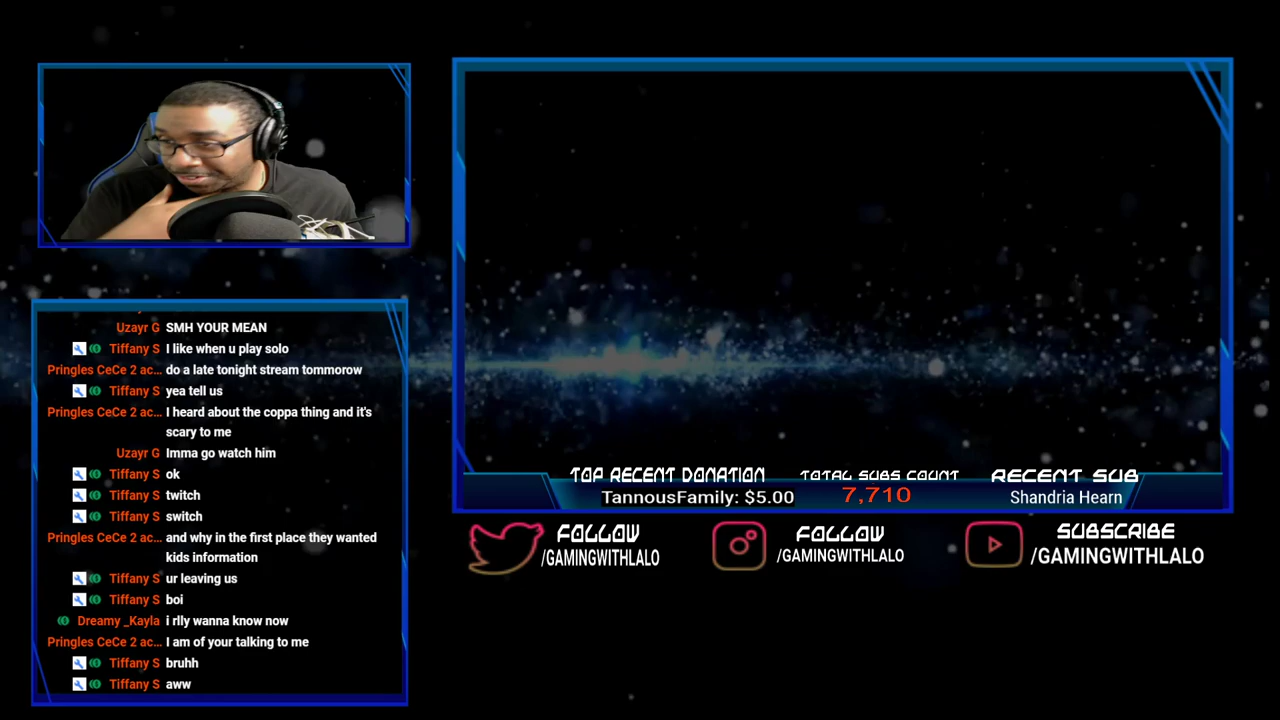 Uzayr G SMH YOUR MEAN
Tiffany S I like when u play solo
Pringles CeCe 2 ac... do a late tonight stream tommorow
Tiffany S yea tell us
Pringles CeCe 2 ac... I heard about the coppa thing and it's
scary to me
Uzayr G Imma go watch him
Tiffany S ok
Tiffany S twitch
Tiffany S switch
Pringles CeCe 2 ac... and why in the first place they wanted
kids information
Tiffany S ur leaving us
Tiffany S boi
Dreamy _Kayla i rlly wanna know now
Pringles CeCe 2 ac... I am of your talking to me
Tiffany S bruhh
Tiffany S aww
TOP RECENT DONATION
TannousFamily: $5.00
TOTAL SUBS COUNT
7,710
RECENT SUB
Shandria Hearn
FOLLOW
/GAMINGWITHLALO
FOLLOW
/GAMINGWITHLALO
SUBSCRIBE
/GAMINGWITHLALO